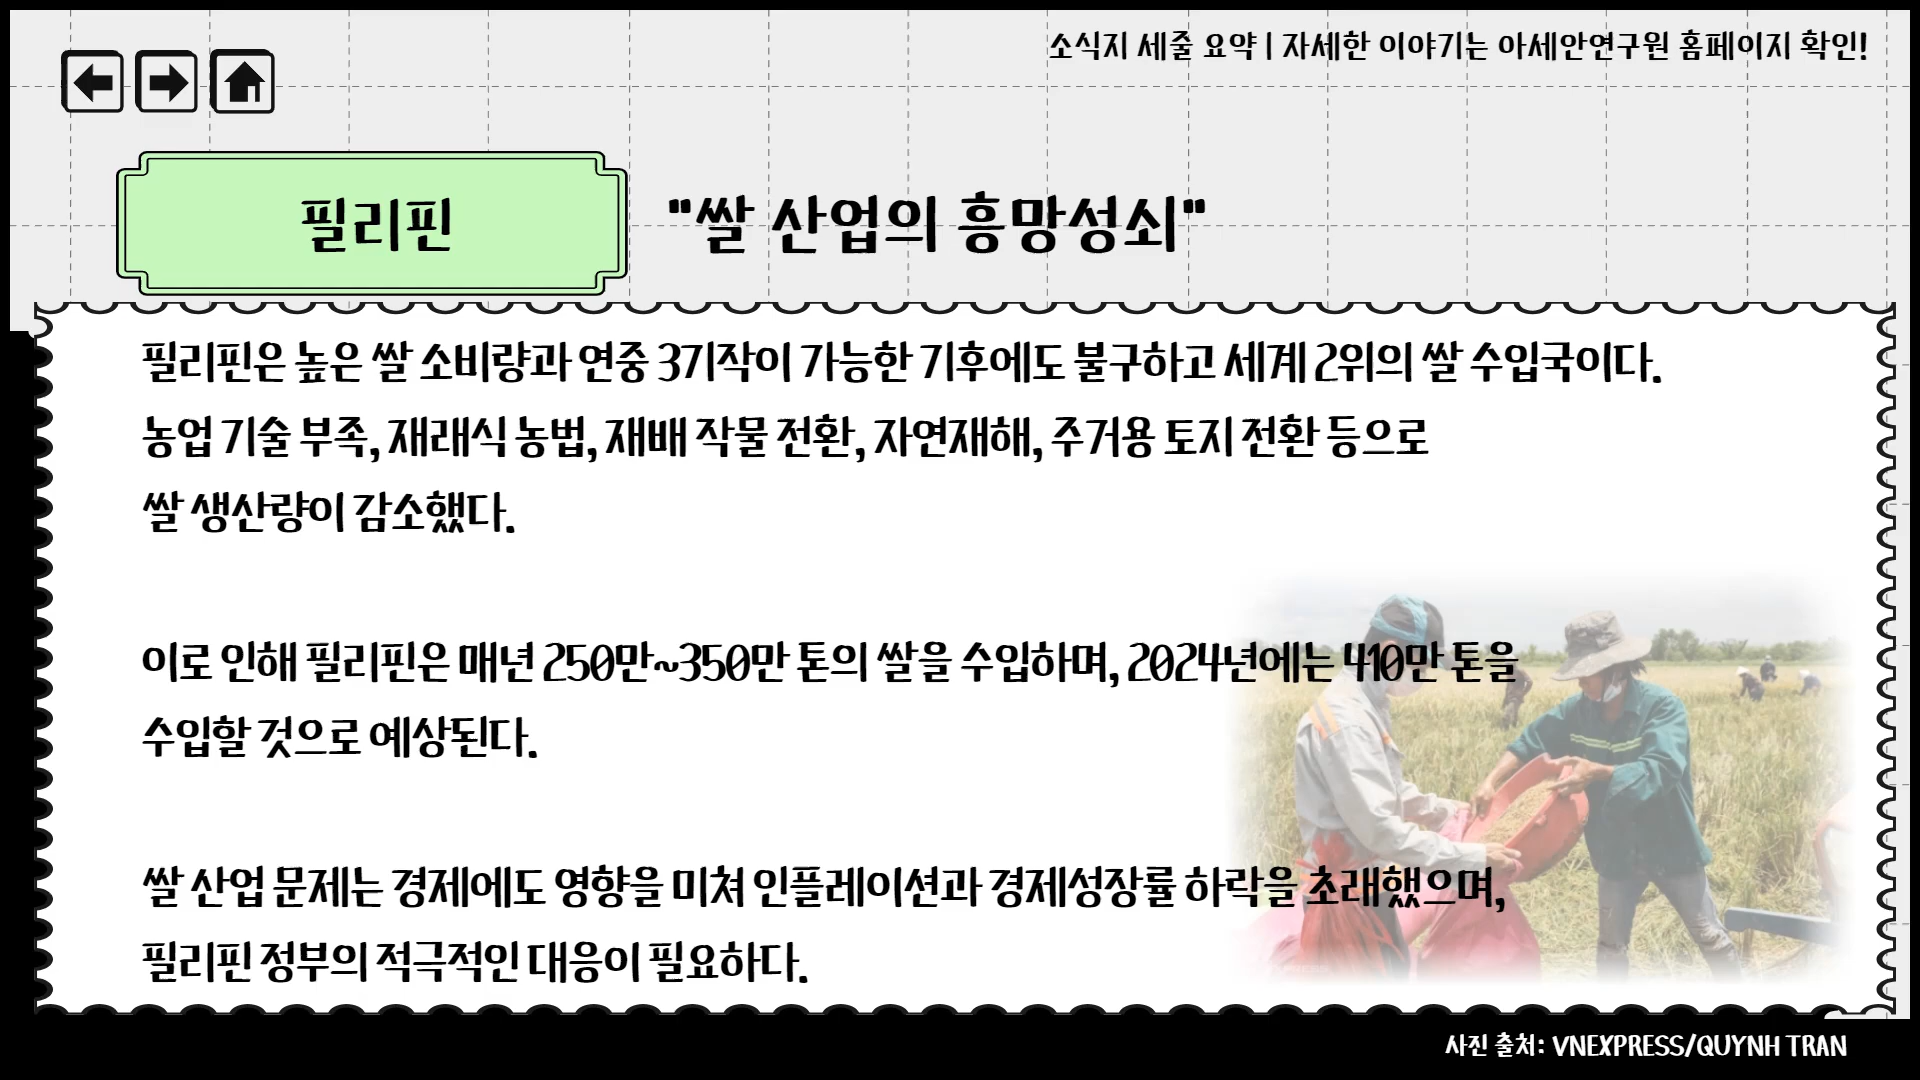 소식지 세줄 요약 | 자세한 이야기는 아세안연구원 홈페이지 확인!
필리핀
"쌀 산업의 흥망성쇠"
필리핀은 높은 쌀 소비량과 연중 3기작이 가능한 기후에도 불구하고 세계 2위의 쌀 수입국이다.
농업 기술 부족, 재래식 농법, 재배 작물 전환, 자연재해, 주거용 토지 전환 등으로
쌀 생산량이 감소했다.
이로 인해 필리핀은 매년 250만~350만 톤의 쌀을 수입하며, 2024년에는 410만 톤을
수입할 것으로 예상된다.
쌀 산업 문제는 경제에도 영향을 미쳐 인플레이션과 경제성장률 하락을 초래했으며,
필리핀 정부의 적극적인 대응이 필요하다.
사진 출처: VNEXPRESS/QUYNH TRAN